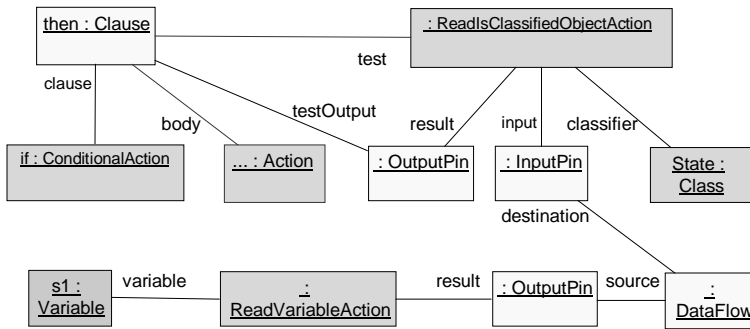 then : Clause
: ReadIsClassifiedObjectAction
test
clause
testOutput
body
result
input
classifier
if : ConditionalAction
... : Action
: OutputPin
: InputPin
State :
Class
destination
s1 :
Variable
variable
:
ReadVariableAction
result
: OutputPin
source
:
DataFlow